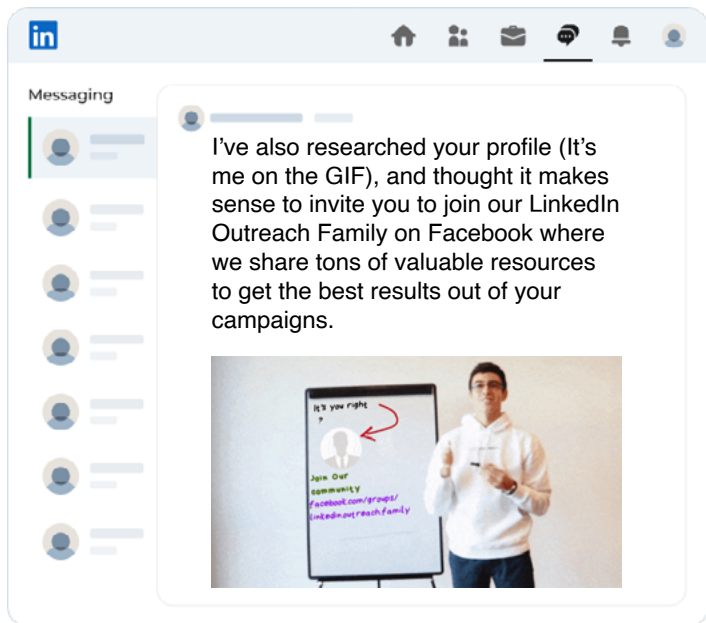 in
Messaging
I've also researched your profile (It's
me on the GIF), and thought it makes
sense to invite you to join our LinkedIn
Outreach Family on Facebook where
we share tons of valuable resources
to get the best results out of your
campaigns.
It's you right
?
Join Our
community
facebook.com/groups/
linkedinoutreachfamily